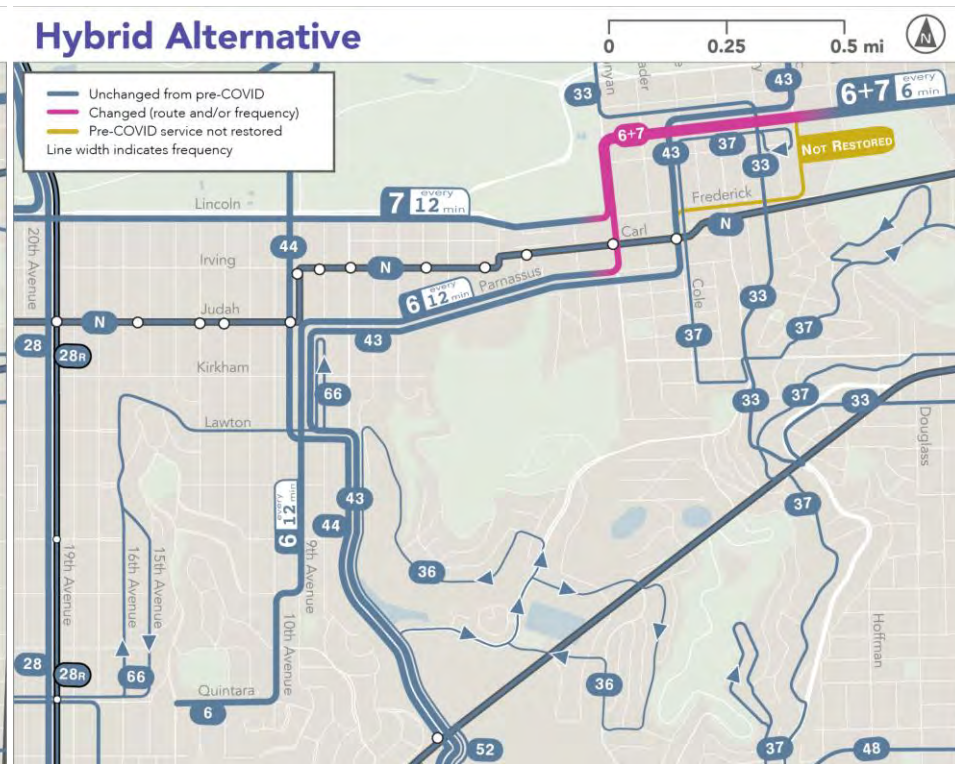 Hybrid Alternative
0
0.25
0.5 mi
N
Unchanged from pre-COVID
Changed (route and/or frequency)
Pre-COVID service not restored
Line width indicates frequency
33
43
6+7
every
6 min
6+7
43
37
33
NOT RESTORED
Lincoln
7
every
12 min
Frederick
20th Avenue
44
Carl
N
Irving
N
Parnassus
6
every
12 min
Cole
Judah
N
33
37
43
37
28
28R
Kirkham
66
37
33
33
Lawton
Douglass
43
6
every
12 min
44
37
19th Avenue
16th Avenue
15th Avenue
9th Avenue
36
10th Avenue
Hoffman
28
28R
66
36
Quintara
6
52
37
48